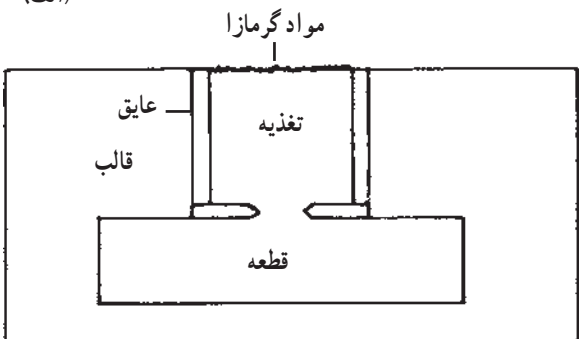 مواد گرمازا
عایق
تغذیه
قالب
قطعه